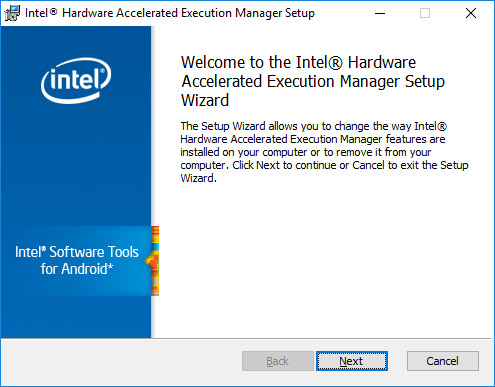 Intel® Hardware Accelerated Execution Manager Setup
intel
Welcome to the Intel® Hardware
Accelerated Execution Manager Setup
Wizard
The Setup Wizard allows you to change the way Intel®
Hardware Accelerated Execution Manager features are
installed on your computer or to remove it from your
computer. Click Next to continue or Cancel to exit the Setup
Wizard.
Intel® Software Tools
for Android*
Back
Next
Cancel